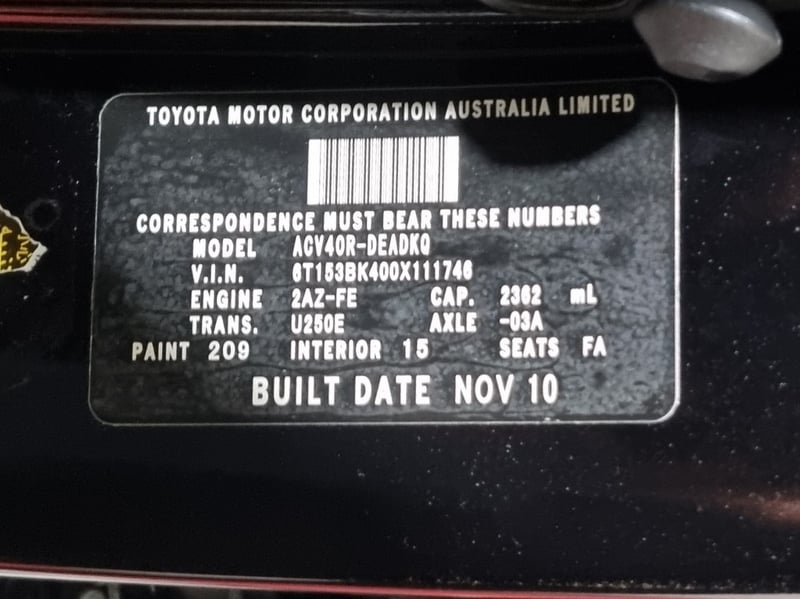 TOYOTA MOTOR CORPORATION AUSTRALIA LIMITED
CORRESPONDENCE MUST BEAR THESE NUMBERS
MODEL ACV40R-DEADKQ
V.I.N. 6T153BK400X111746
ENGINE 2AZ-FE CAP. 2362 mL
TRANS. U250E AXLE -03A
PAINT 209 INTERIOR 15 SEATS FA
BUILT DATE NOV 10